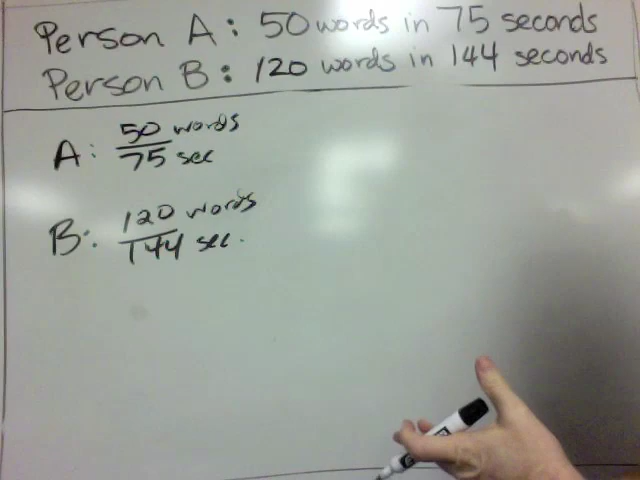 Person A: 50 words in 75 seconds
Person B: 120 words in 144 seconds
A: 50 words
75 sec
B: 120 words
144 sec.